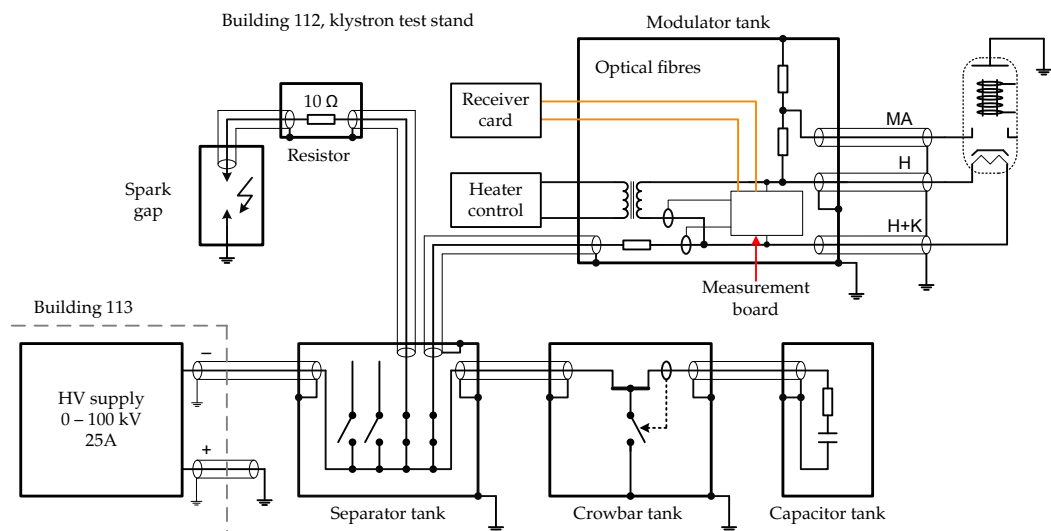 Building 112, klystron test stand
Modulator tank
Optical fibres
10 Ω
Resistor
Receiver
card
MA
Spark
gap
Heater
control
H
H+K
Measurement
board
Building 113
–
HV supply
0 – 100 kV
25A
+
Separator tank
Crowbar tank
Capacitor tank